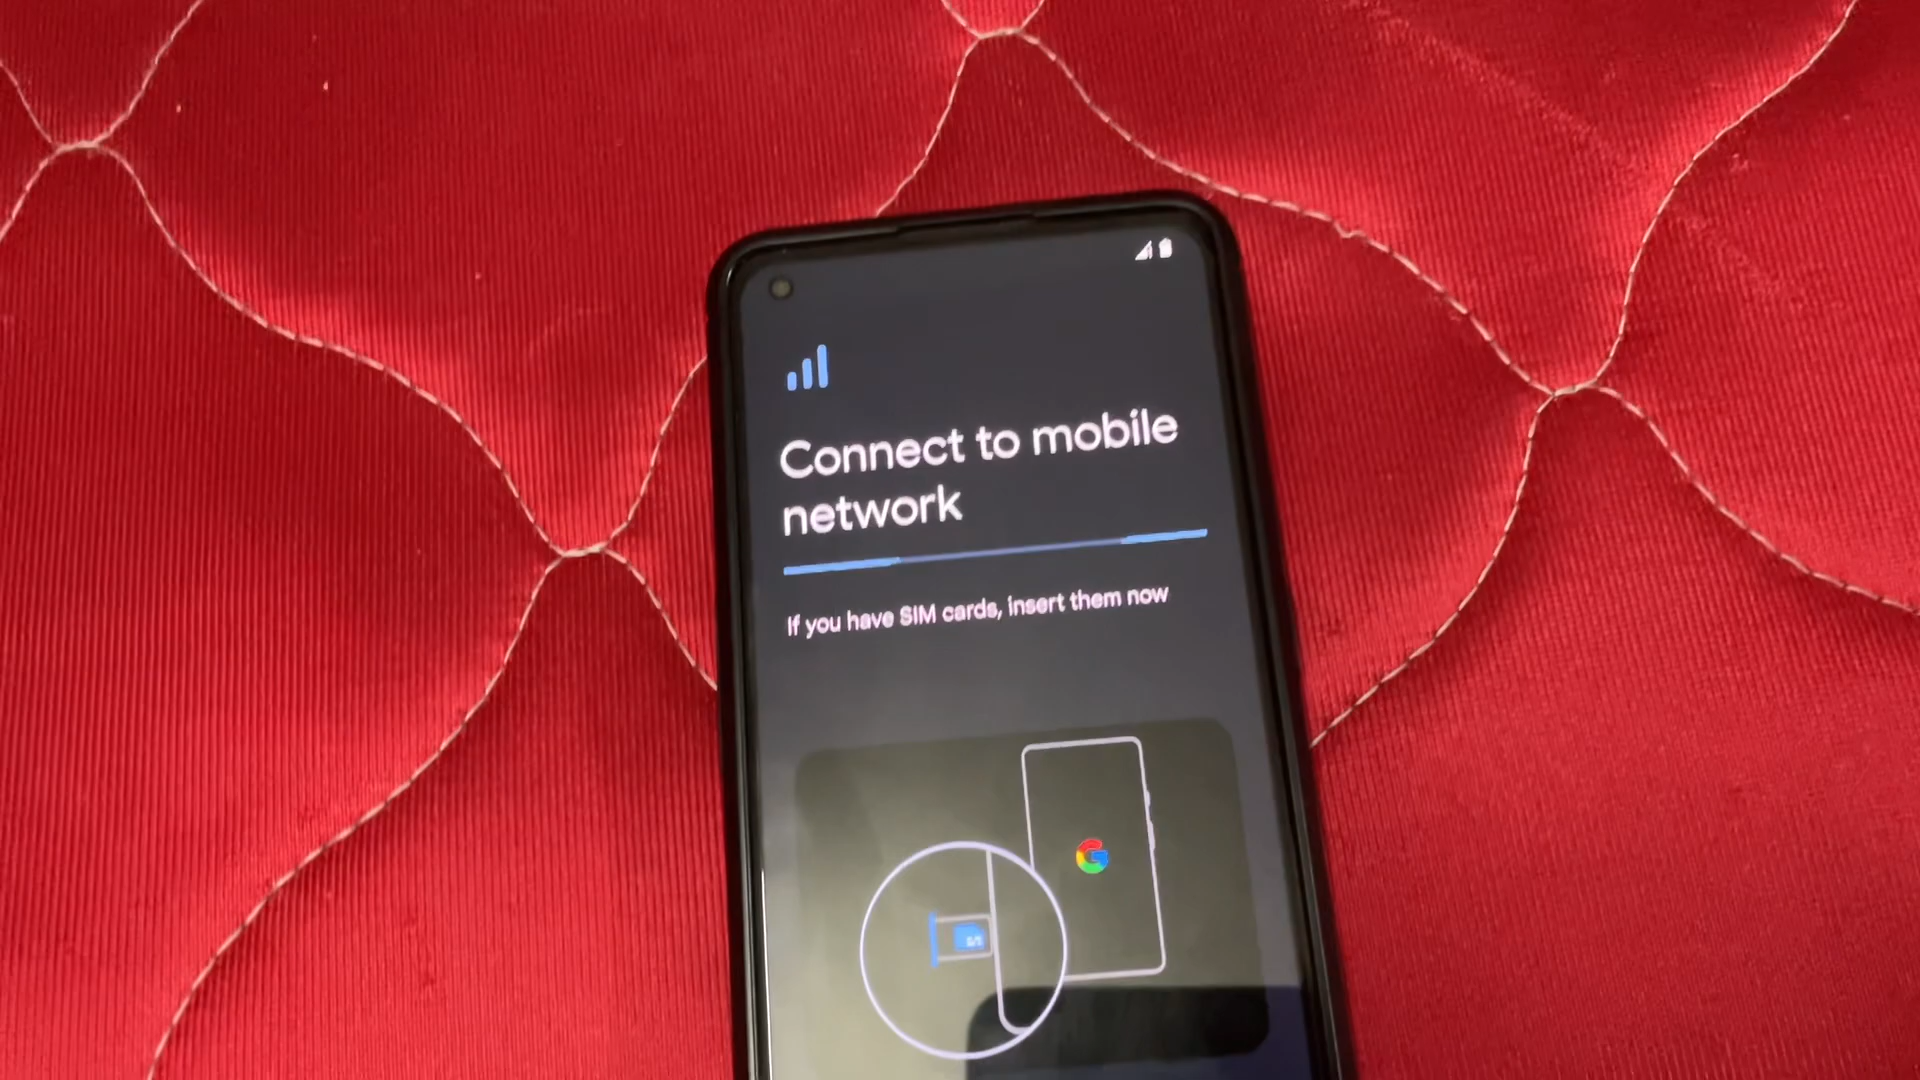 Connect to mobile
network
If you have SIM cards, insert them now
G